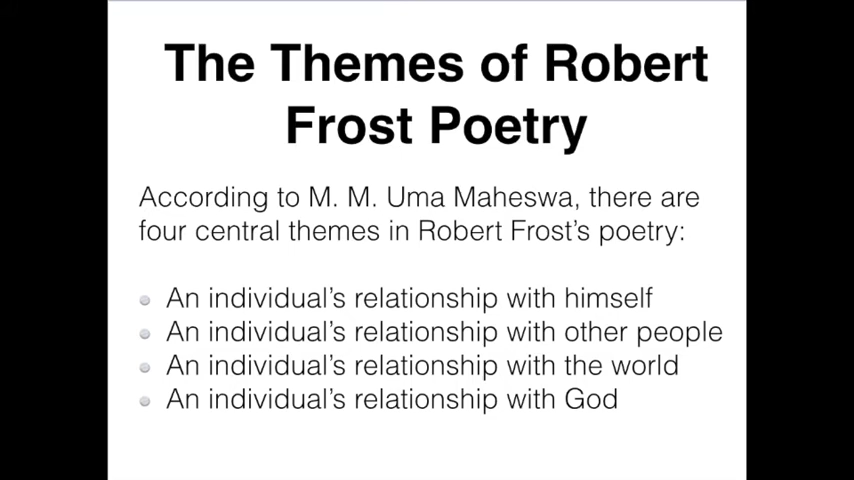 The Themes of Robert
Frost Poetry
According to M. M. Uma Maheswa, there are
four central themes in Robert Frost's poetry:
An individual's relationship with himself
An individual's relationship with other people
An individual's relationship with the world
An individual's relationship with God